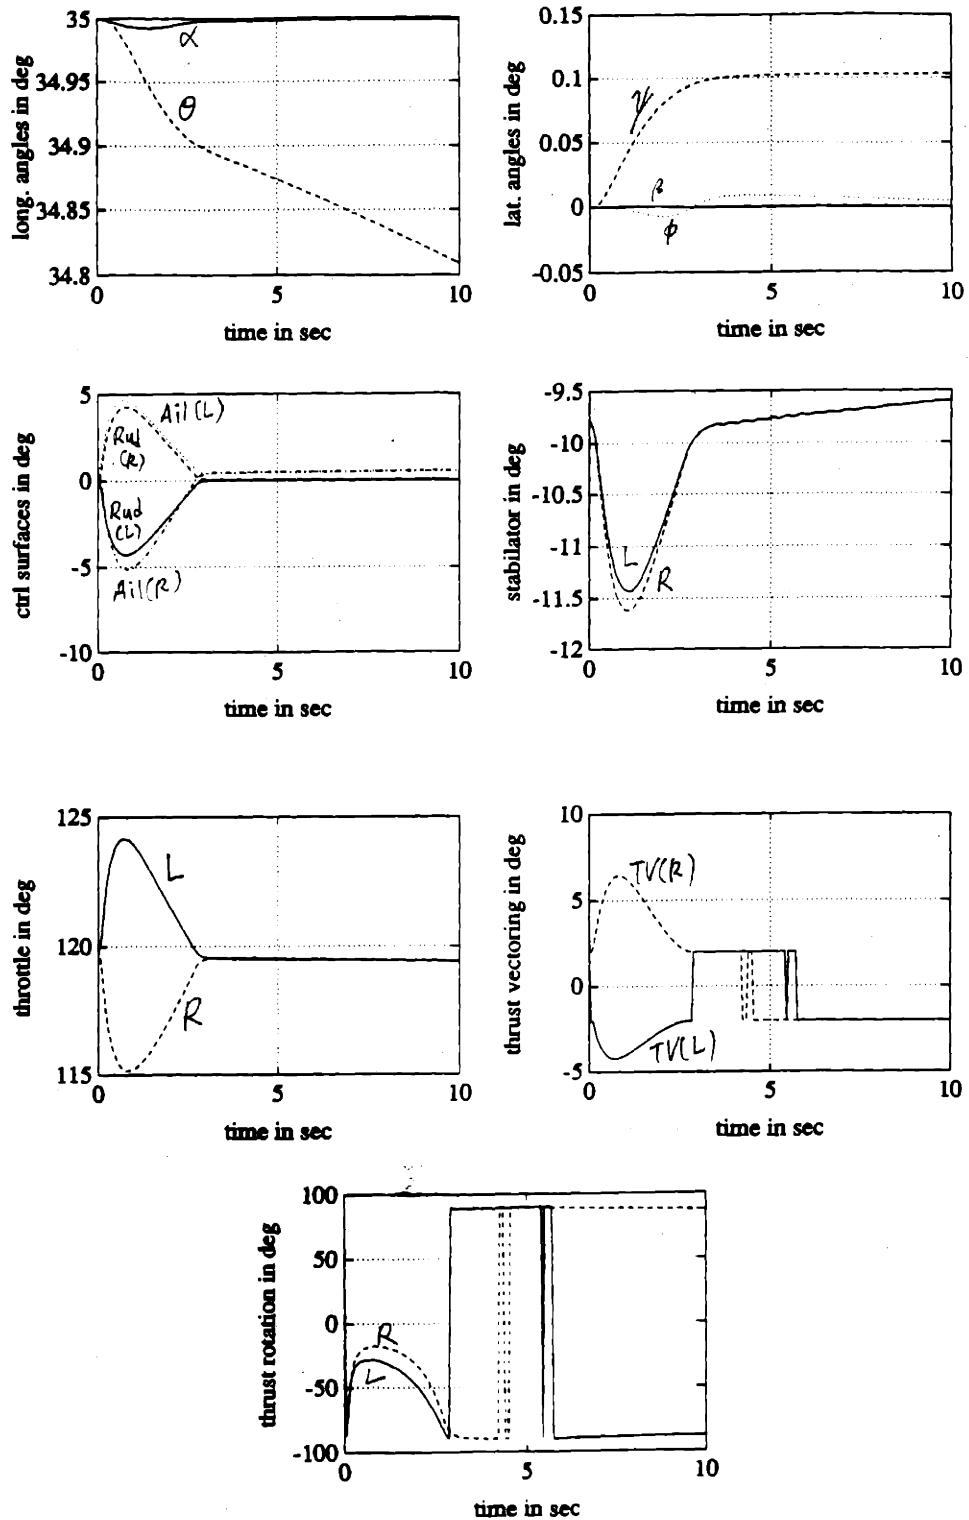 long. angles in deg
35
34.95
34.9
34.85
34.8
α
θ
0
5
10
time in sec
lat. angles in deg
0.15
0.1
0.05
0
-0.05
ψ
β
φ
0
5
10
time in sec
ctrl surfaces in deg
5
0
-5
-10
Ail(L)
Rud
(R)
Rud
(L)
Ail(R)
0
5
10
time in sec
stabilator in deg
-9.5
-10
-10.5
-11
-11.5
-12
L
R
0
5
10
time in sec
throttle in deg
125
120
115
L
R
0
5
10
time in sec
thrust vectoring in deg
10
5
0
-5
TV(R)
TV(L)
0
5
10
time in sec
thrust rotation in deg
100
50
0
-50
-100
R
L
0
5
10
time in sec